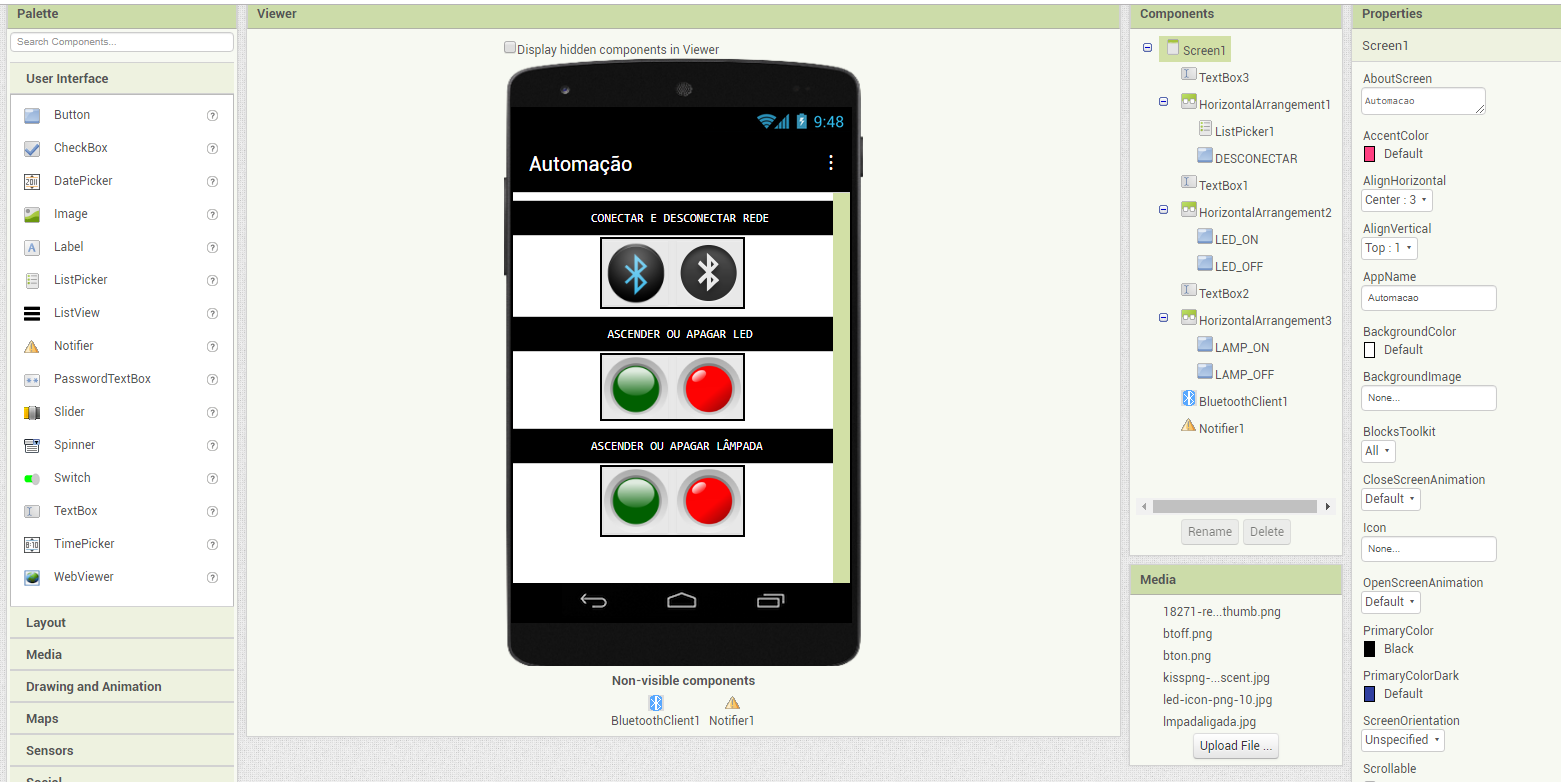 Palette
Search Components...
User Interface
Button ?
CheckBox ?
DatePicker ?
Image ?
Label ?
ListPicker ?
ListView ?
Notifier ?
PasswordTextBox ?
Slider ?
Spinner ?
Switch ?
TextBox ?
TimePicker ?
WebViewer ?
Layout
Media
Drawing and Animation
Maps
Sensors
Social
Viewer
Display hidden components in Viewer
9:48
Automação
CONECTAR E DESCONECTAR REDE
ASCENDER OU APAGAR LED
ASCENDER OU APAGAR LÂMPADA
Non-visible components
BluetoothClient1 Notifier1
Components
Screen1
TextBox3
HorizontalArrangement1
ListPicker1
DESCONECTAR
TextBox1
HorizontalArrangement2
LED_ON
LED_OFF
TextBox2
HorizontalArrangement3
LAMP_ON
LAMP_OFF
BluetoothClient1
Notifier1
Rename Delete
Media
18271-re...thumb.png
btoff.png
bton.png
kisspng-...scent.jpg
led-icon-png-10.jpg
lmpadaligada.jpg
Upload File ...
Properties
Screen1
AboutScreen
Automacao
AccentColor
Default
AlignHorizontal
Center : 3
AlignVertical
Top : 1
AppName
Automacao
BackgroundColor
Default
BackgroundImage
None...
BlocksToolkit
All
CloseScreenAnimation
Default
Icon
None...
OpenScreenAnimation
Default
PrimaryColor
Black
PrimaryColorDark
Default
ScreenOrientation
Unspecified
Scrollable